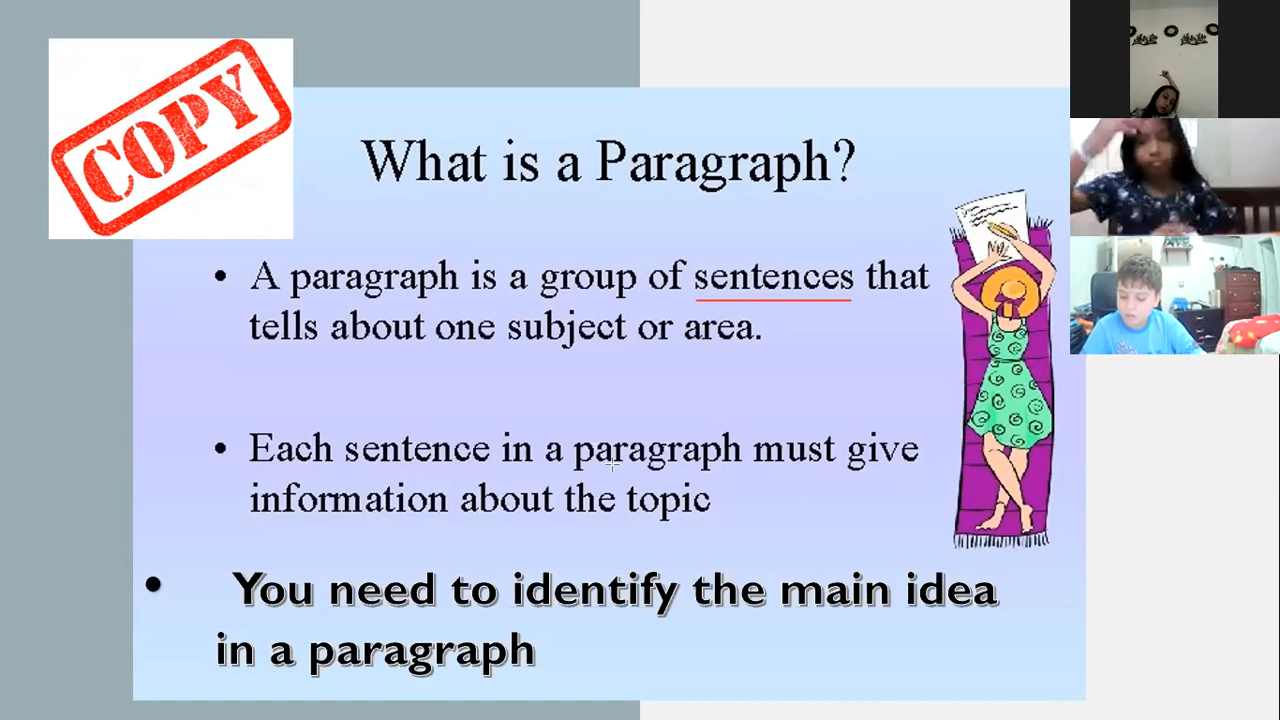 COPY
What is a Paragraph?
• A paragraph is a group of sentences that
tells about one subject or area.
• Each sentence in a paragraph must give
information about the topic
• You need to identify the main idea
in a paragraph